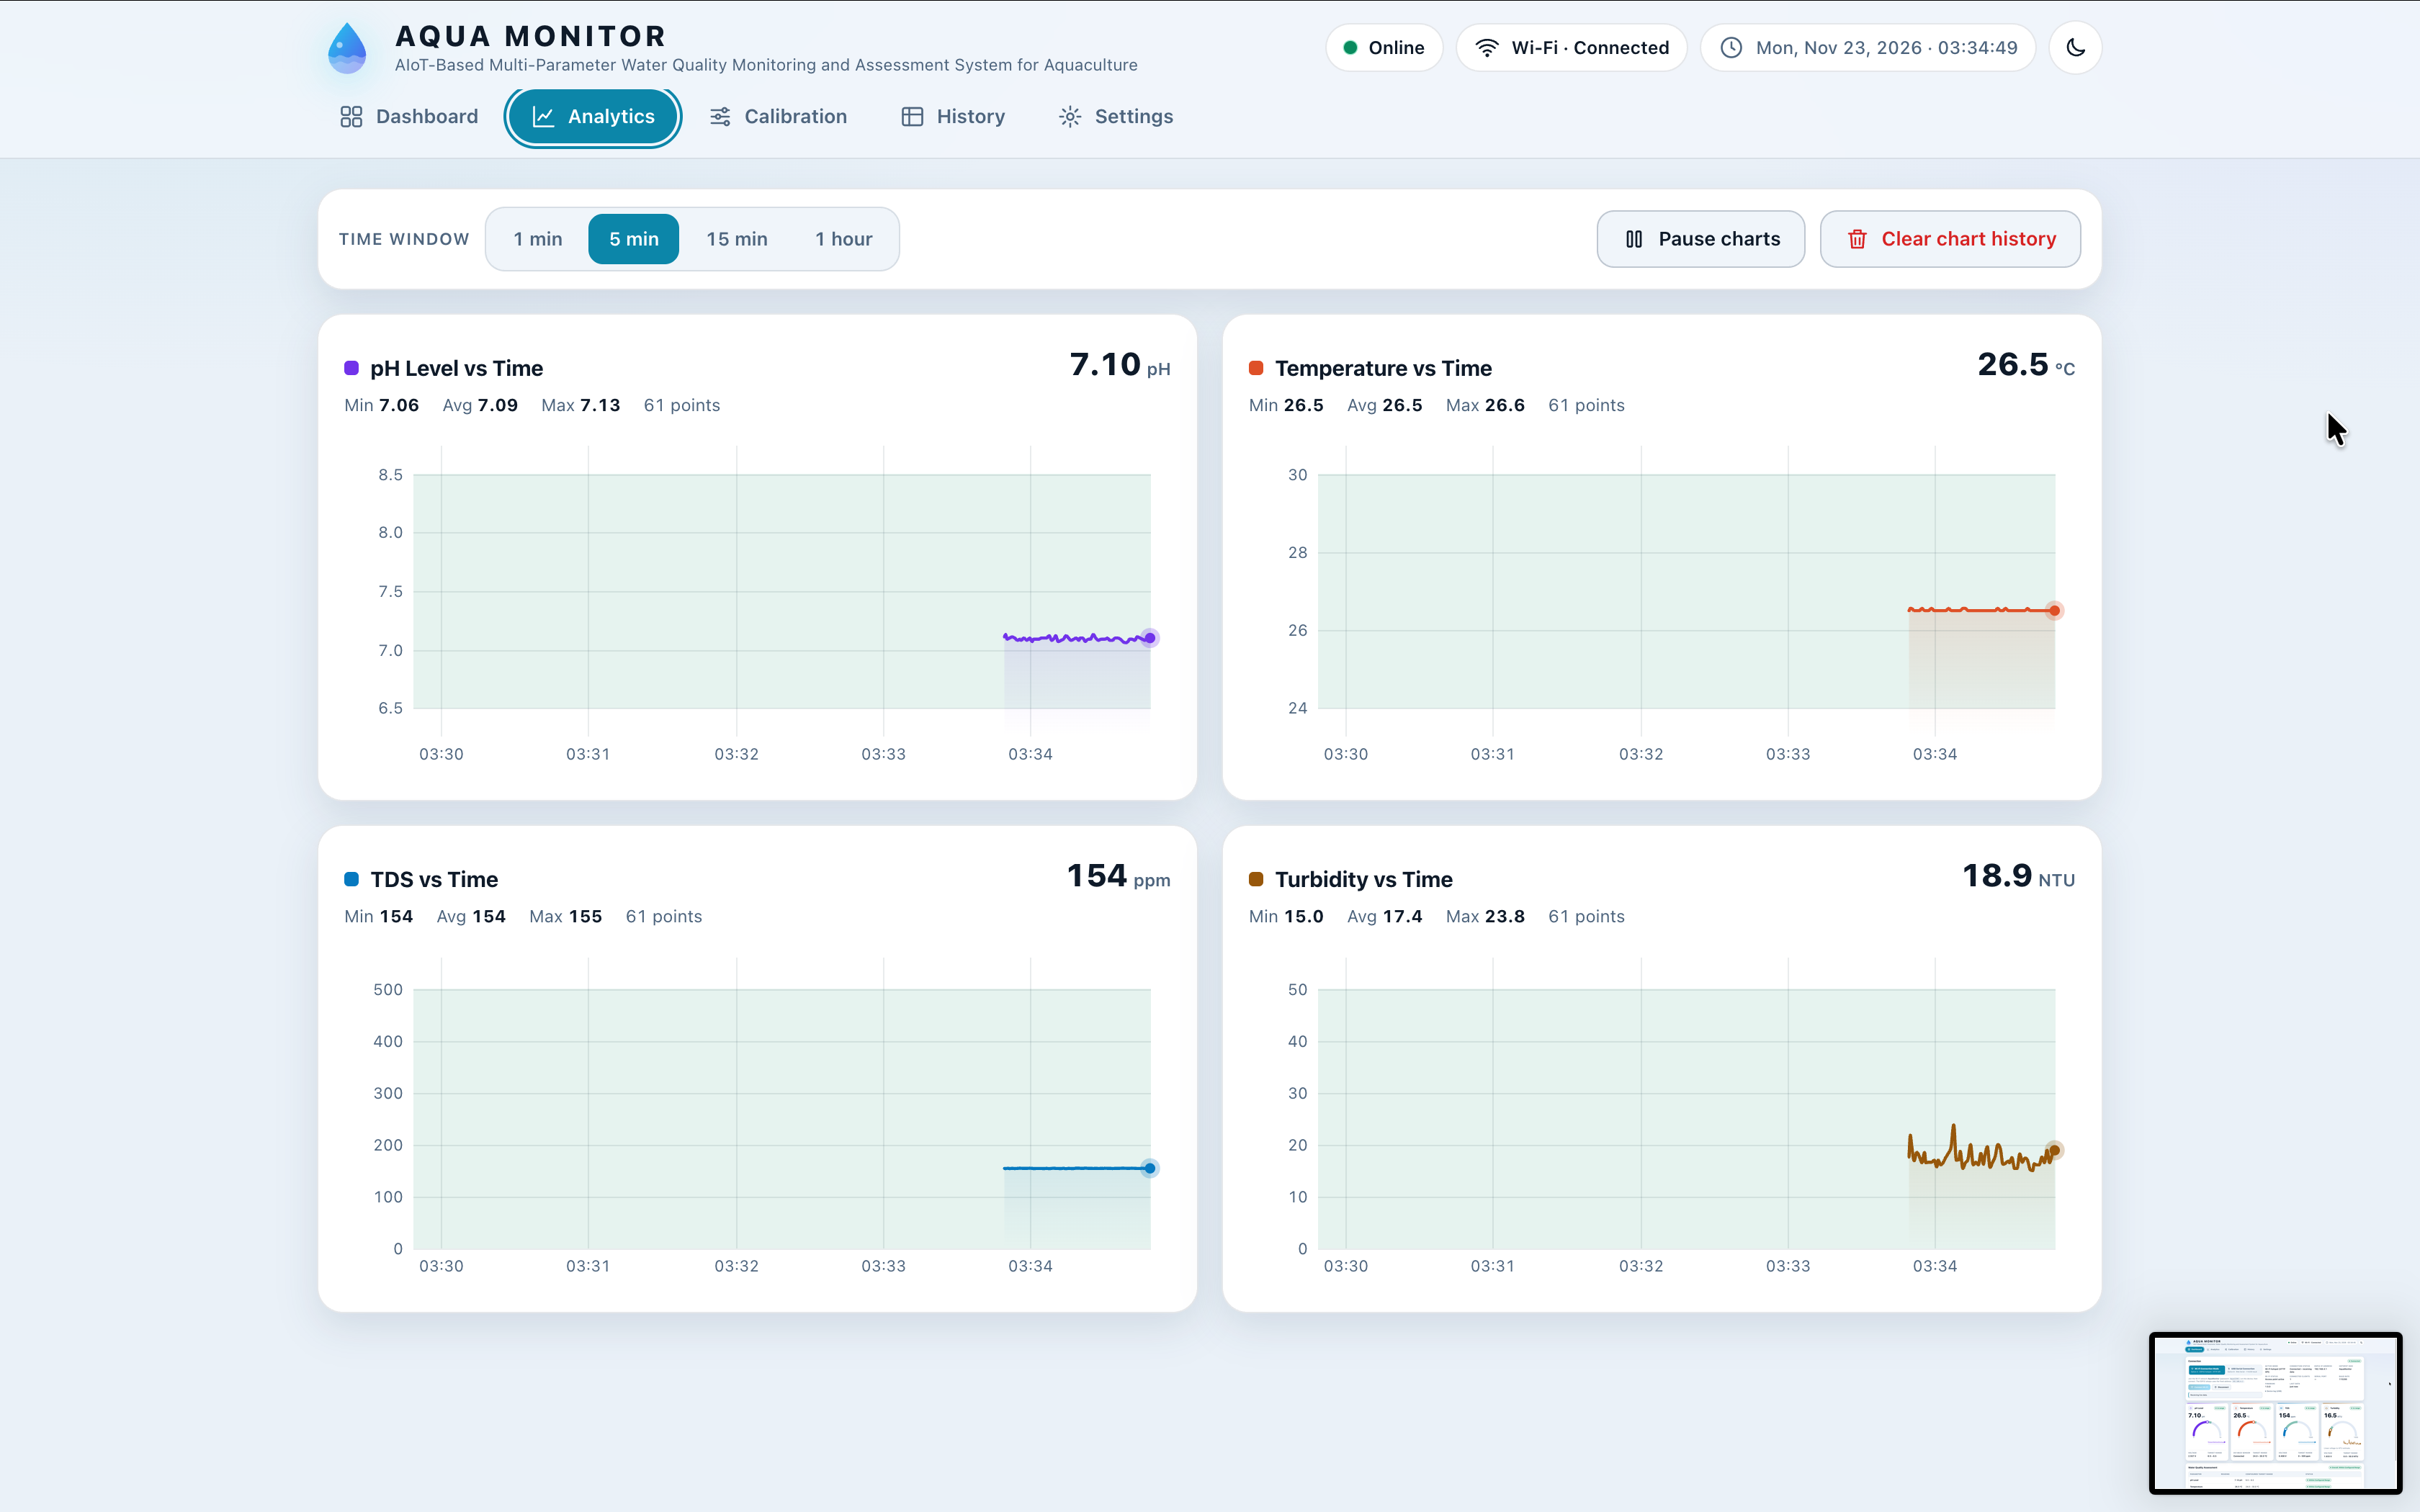 AQUA MONITOR
AIoT-Based Multi-Parameter Water Quality Monitoring and Assessment System for Aquaculture
Online
Wi-Fi · Connected
Mon, Nov 23, 2026 · 03:34:49
Dashboard
Analytics
Calibration
History
Settings
TIME WINDOW
1 min
5 min
15 min
1 hour
Pause charts
Clear chart history
pH Level vs Time
7.10 pH
Min 7.06 Avg 7.09 Max 7.13 61 points
8.5
8.0
7.5
7.0
6.5
03:30 03:31 03:32 03:33 03:34
Temperature vs Time
26.5 °C
Min 26.5 Avg 26.5 Max 26.6 61 points
30
28
26
24
03:30 03:31 03:32 03:33 03:34
TDS vs Time
154 ppm
Min 154 Avg 154 Max 155 61 points
500
400
300
200
100
0
03:30 03:31 03:32 03:33 03:34
Turbidity vs Time
18.9 NTU
Min 15.0 Avg 17.4 Max 23.8 61 points
50
40
30
20
10
0
03:30 03:31 03:32 03:33 03:34
AQUA MONITOR
7.10
26.5
154
16.5